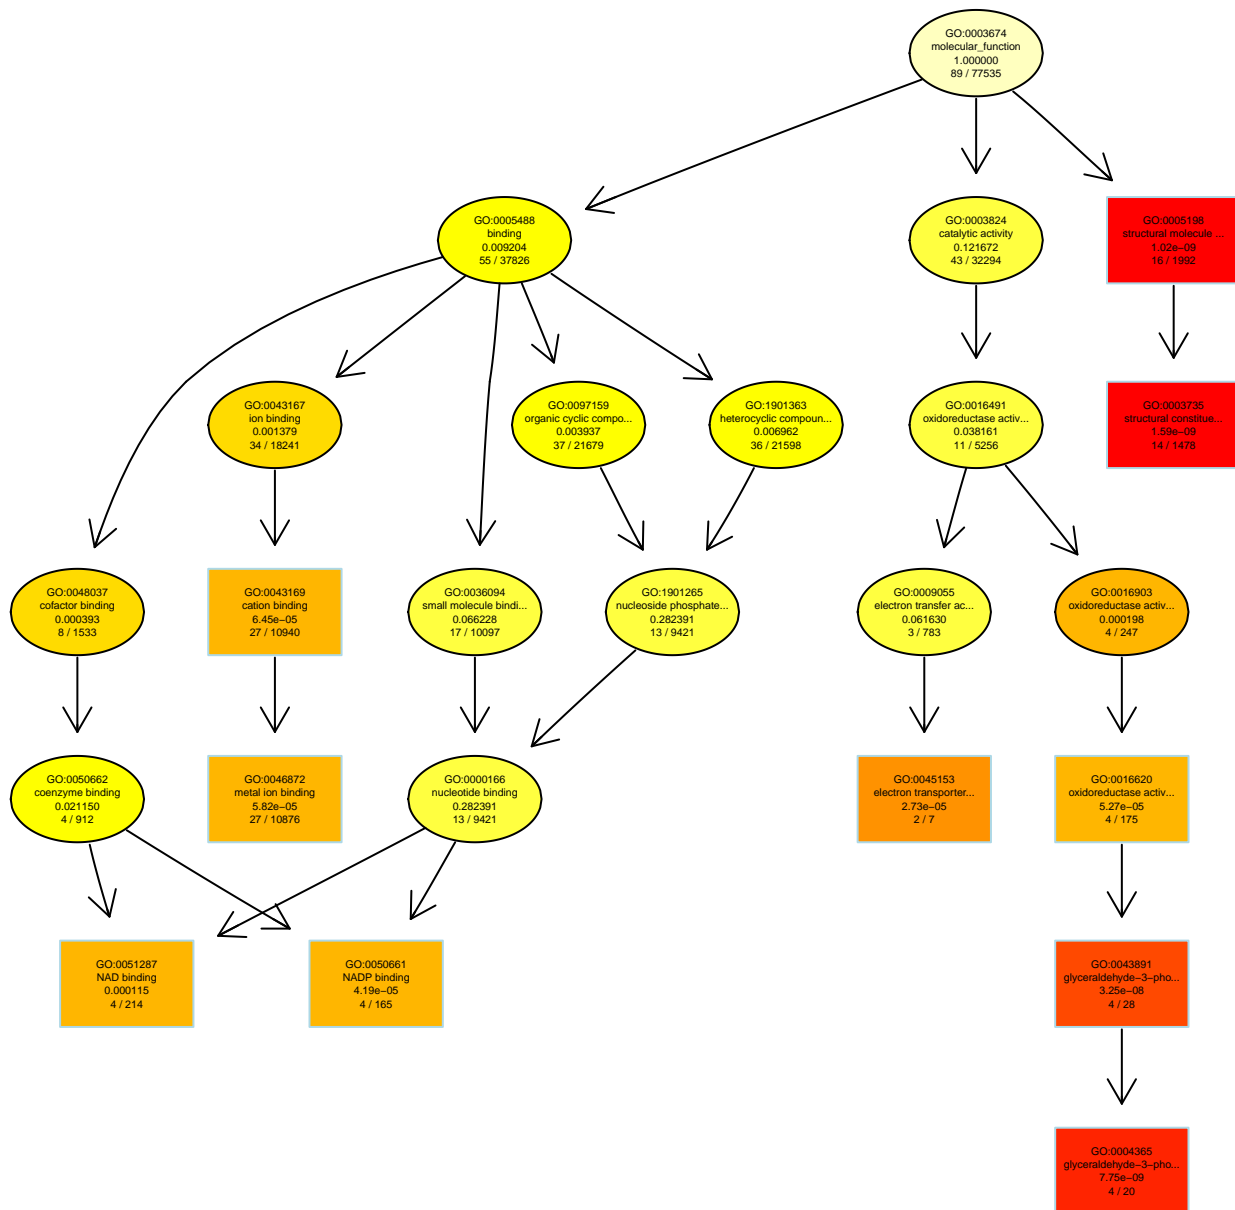 GO:0003674
molecular_function
1.000000
89 / 77535
GO:0005488
binding
0.009204
55 / 37826
GO:0003824
catalytic activity
0.121672
43 / 32294
GO:0005198
structural molecule ...
1.02e−09
16 / 1992
GO:0043167
ion binding
0.001379
34 / 18241
GO:0097159
organic cyclic compo...
0.003937
37 / 21679
GO:1901363
heterocyclic compoun...
0.006962
36 / 21598
GO:0016491
oxidoreductase activ...
0.038161
11 / 5256
GO:0003735
structural constitue...
1.59e−09
14 / 1478
GO:0048037
cofactor binding
0.000393
8 / 1533
GO:0043169
cation binding
6.45e−05
27 / 10940
GO:0036094
small molecule bindi...
0.066228
17 / 10097
GO:1901265
nucleoside phosphate...
0.282391
13 / 9421
GO:0009055
electron transfer ac...
0.061630
3 / 783
GO:0016903
oxidoreductase activ...
0.000198
4 / 247
GO:0050662
coenzyme binding
0.021150
4 / 912
GO:0046872
metal ion binding
5.82e−05
27 / 10876
GO:0000166
nucleotide binding
0.282391
13 / 9421
GO:0045153
electron transporter...
2.73e−05
2 / 7
GO:0016620
oxidoreductase activ...
5.27e−05
4 / 175
GO:0051287
NAD binding
0.000115
4 / 214
GO:0050661
NADP binding
4.19e−05
4 / 165
GO:0043891
glyceraldehyde−3−pho...
3.25e−08
4 / 28
GO:0004365
glyceraldehyde−3−pho...
7.75e−09
4 / 20